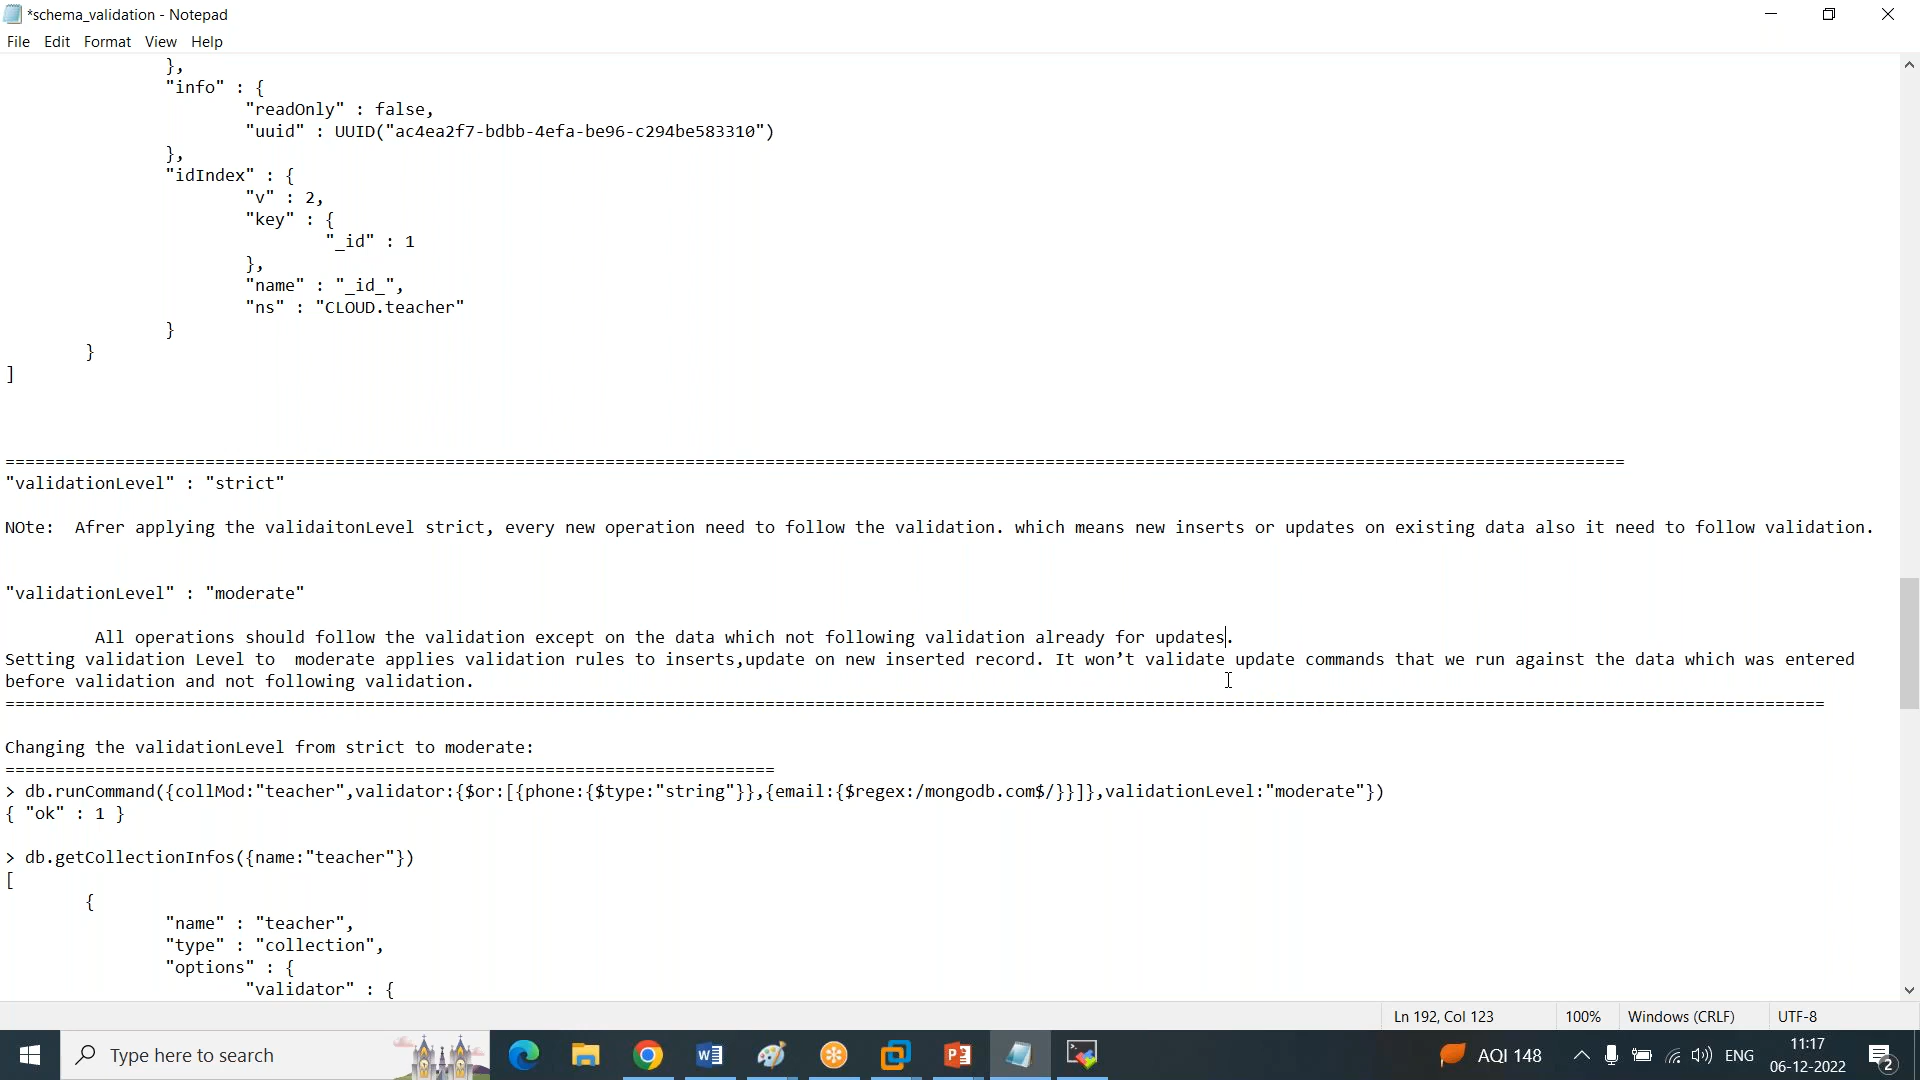 *schema_validation - Notepad
File Edit Format View Help
},
"info" : {
"readOnly" : false,
"uuid" : UUID("ac4ea2f7-bdbb-4efa-be96-c294be583310")
},
"idIndex" : {
"v" : 2,
"key" : {
"_id" : 1
},
"name" : "_id_",
"ns" : "CLOUD.teacher"
}
}
]
==================================================================================================================================================================
"validationLevel" : "strict"
NOte:  Afrer applying the validaitonLevel strict, every new operation need to follow the validation. which means new inserts or updates on existing data also it need to follow validation.
"validationLevel" : "moderate"
All operations should follow the validation except on the data which not following validation already for updates.
Setting validation Level to  moderate applies validation rules to inserts,update on new inserted record. It won’t validate update commands that we run against the data which was entered
before validation and not following validation.
======================================================================================================================================================================================
Changing the validationLevel from strict to moderate:
=============================================================================
> db.runCommand({collMod:"teacher",validator:{$or:[{phone:{$type:"string"}},{email:{$regex:/mongodb.com$/}}]},validationLevel:"moderate"})
{ "ok" : 1 }
> db.getCollectionInfos({name:"teacher"})
[
{
"name" : "teacher",
"type" : "collection",
"options" : {
"validator" : {
Ln 192, Col 123 100% Windows (CRLF) UTF-8
Type here to search
AQI 148
ENG
11:17
06-12-2022
2